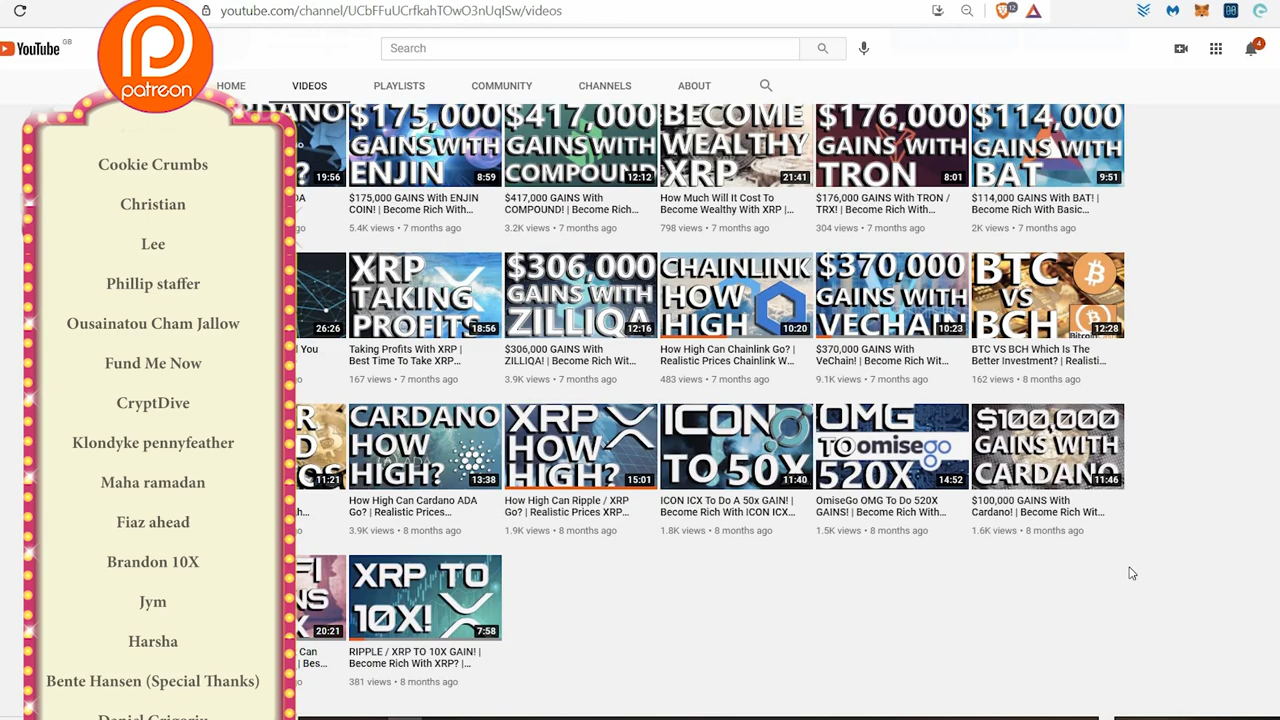 youtube.com/channel/UCbFFuUCrfkahTOwO3nUqISw/videos
12
YouTube GB
Search
4
patreon
HOME
VIDEOS
PLAYLISTS
COMMUNITY
CHANNELS
ABOUT
Cookie Crumbs
Christian
Lee
Phillip staffer
Ousainatou Cham Jallow
Fund Me Now
CryptDive
Klondyke pennyfeather
Maha ramadan
Fiaz ahead
Brandon 10X
Jym
Harsha
Bente Hansen (Special Thanks)
19:56
$175,000
GAINS WITH
ENJIN
8:59
$417,000
GAINS WITH
COMPOUND
12:12
BECOME
WEALTHY
XRP
21:41
$176,000
GAINS WITH
TRON
8:01
$114,000
GAINS WITH
BAT
9:51
$175,000 GAINS With ENJIN
COIN! | Become Rich With...
5.4K views • 7 months ago
$417,000 GAINS With
COMPOUND! | Become Rich...
3.2K views • 7 months ago
How Much Will It Cost To
Become Wealthy With XRP |...
798 views • 7 months ago
$176,000 GAINS With TRON /
TRX! | Become Rich With...
304 views • 7 months ago
$114,000 GAINS With BAT! |
Become Rich With Basic...
2K views • 7 months ago
26:26
XRP
TAKING
PROFITS
18:56
$306,000
GAINS WITH
ZILLIQA
12:16
CHAINLINK
HOW
HIGH
10:20
$370,000
GAINS WITH
VECHAIN
10:23
BTC
VS
BCH
12:28
Taking Profits With XRP |
Best Time To Take XRP...
167 views • 7 months ago
$306,000 GAINS With
ZILLIQA! | Become Rich Wit...
3.9K views • 7 months ago
How High Can Chainlink Go? |
Realistic Prices Chainlink W...
483 views • 7 months ago
$370,000 GAINS With
VeChain! | Become Rich Wit...
9.1K views • 7 months ago
BTC VS BCH Which Is The
Better Investment? | Realisti...
162 views • 8 months ago
11:21
CARDANO
HOW
HIGH?
13:38
XRP
HOW
HIGH?
15:01
ICON
TO 50X
11:40
OMG
TO omisego
520X
14:52
$100,000
GAINS WITH
CARDANO
11:46
How High Can Cardano ADA
Go? | Realistic Prices...
3.9K views • 8 months ago
How High Can Ripple / XRP
Go? | Realistic Prices XRP...
1.9K views • 8 months ago
ICON ICX To Do A 50x GAIN! |
Become Rich With ICON ICX...
1.8K views • 8 months ago
OmiseGo OMG To Do 520X
GAINS! | Become Rich With...
1.5K views • 8 months ago
$100,000 GAINS With
Cardano! | Become Rich Wit...
1.6K views • 8 months ago
20:21
XRP TO
10X!
7:58
RIPPLE / XRP TO 10X GAIN! |
Become Rich With XRP? |...
381 views • 8 months ago